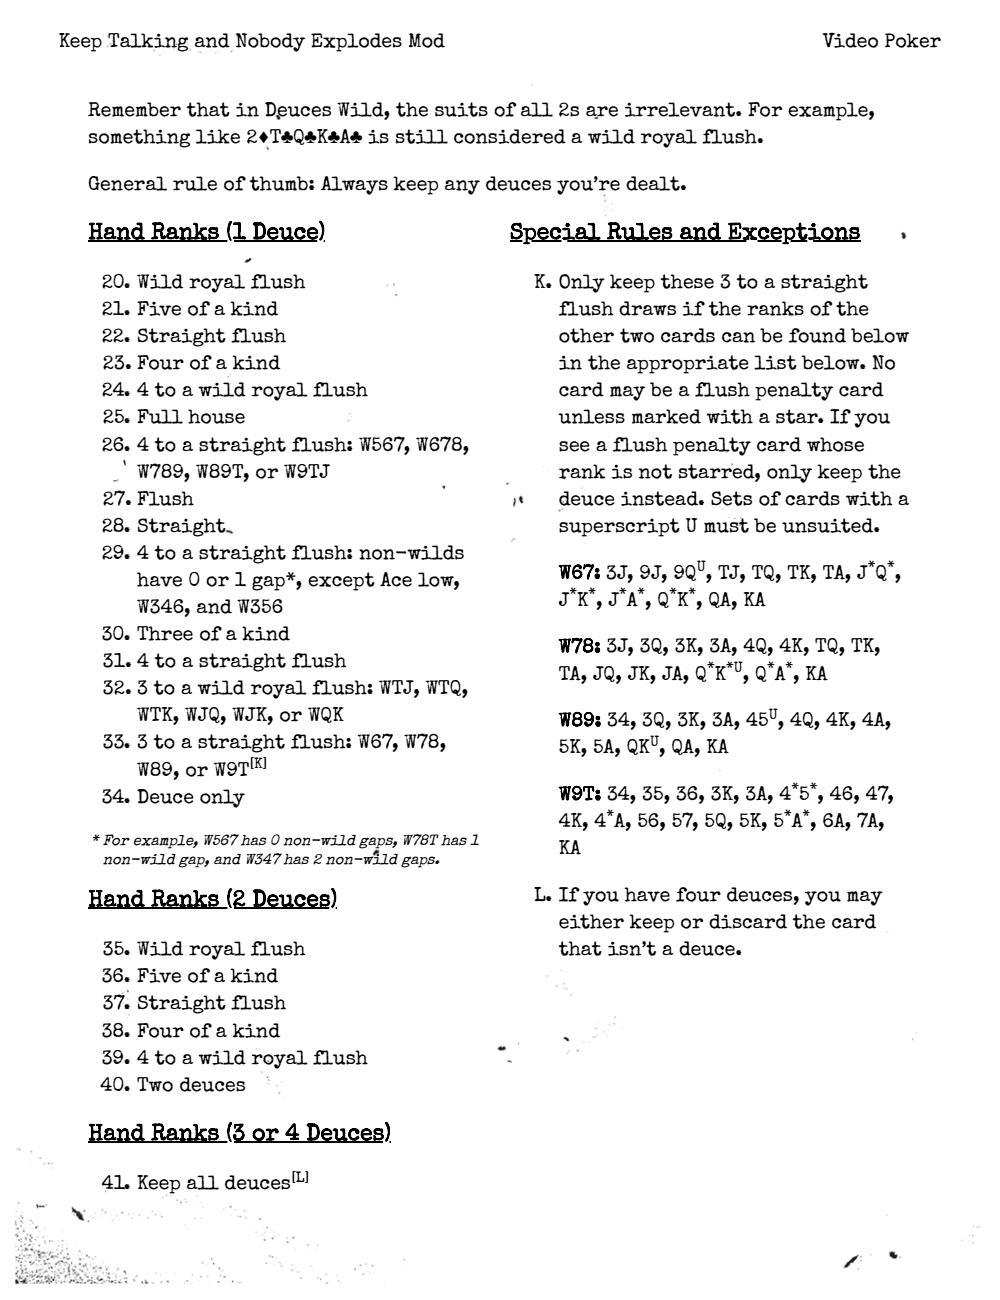 Keep Talking and Nobody Explodes Mod
Video Poker
Remember that in Deuces Wild, the suits of all 2s are irrelevant. For example,
something like 2♦T♣Q♣K♣A♣ is still considered a wild royal flush.
General rule of thumb: Always keep any deuces you're dealt.
Hand Ranks (1 Deuce)
20. Wild royal flush
21. Five of a kind
22. Straight flush
23. Four of a kind
24. 4 to a wild royal flush
25. Full house
26. 4 to a straight flush: W567, W678,
W789, W89T, or W9TJ
27. Flush
28. Straight
29. 4 to a straight flush: non-wilds
have 0 or 1 gap*, except Ace low,
W346, and W356
30. Three of a kind
31. 4 to a straight flush
32. 3 to a wild royal flush: WTJ, WTQ,
WTK, WJQ, WJK, or WQK
33. 3 to a straight flush: W67, W78,
W89, or W9T[K]
34. Deuce only
* For example, W567 has 0 non-wild gaps, W78T has 1
non-wild gap, and W347 has 2 non-wild gaps.
Hand Ranks (2 Deuces)
35. Wild royal flush
36. Five of a kind
37. Straight flush
38. Four of a kind
39. 4 to a wild royal flush
40. Two deuces
Hand Ranks (3 or 4 Deuces)
41. Keep all deuces[L]
Special Rules and Exceptions
K. Only keep these 3 to a straight
flush draws if the ranks of the
other two cards can be found below
in the appropriate list below. No
card may be a flush penalty card
unless marked with a star. If you
see a flush penalty card whose
rank is not starred, only keep the
deuce instead. Sets of cards with a
superscript U must be unsuited.
W67: 3J, 9J, 9Qᵁ, TJ, TQ, TK, TA, J*Q*,
J*K*, J*A*, Q*K*, QA, KA
W78: 3J, 3Q, 3K, 3A, 4Q, 4K, TQ, TK,
TA, JQ, JK, JA, Q*K*ᵁ, Q*A*, KA
W89: 34, 3Q, 3K, 3A, 45ᵁ, 4Q, 4K, 4A,
5K, 5A, QKᵁ, QA, KA
W9T: 34, 35, 36, 3K, 3A, 4*5*, 46, 47,
4K, 4*A, 56, 57, 5Q, 5K, 5*A*, 6A, 7A,
KA
L. If you have four deuces, you may
either keep or discard the card
that isn't a deuce.